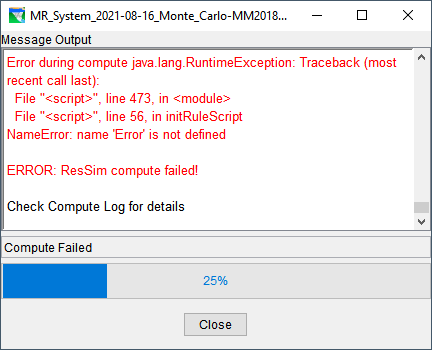 MR_System_2021-08-16_Monte_Carlo-MM2018...
Message Output
Error during compute java.lang.RuntimeException: Traceback (most
recent call last):
File "<script>", line 473, in <module>
File "<script>", line 56, in initRuleScript
NameError: name 'Error' is not defined
ERROR: ResSim compute failed!
Check Compute Log for details
Compute Failed
25%
Close